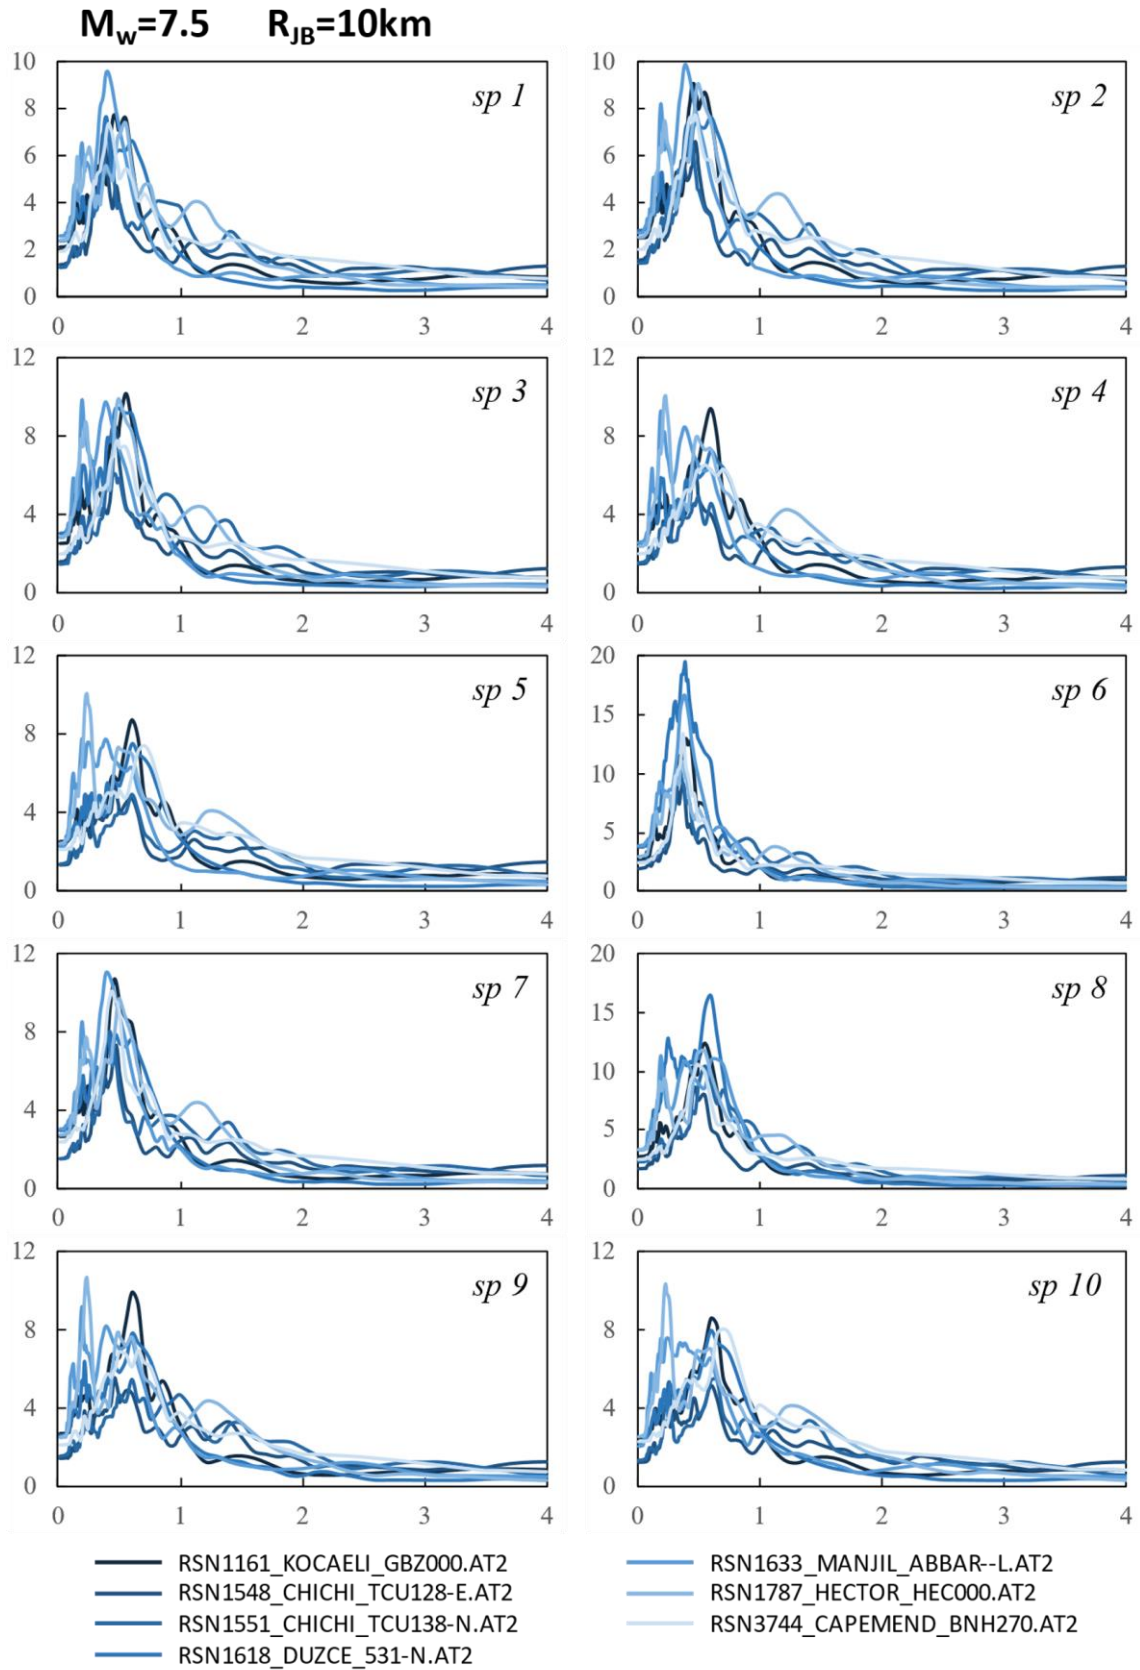 Mw=7.5 RJB=10km
10
8
6
4
2
0
0 1 2 3 4
sp 1
10
8
6
4
2
0
0 1 2 3 4
sp 2
12
8
4
0
0 1 2 3 4
sp 3
12
8
4
0
0 1 2 3 4
sp 4
12
8
4
0
0 1 2 3 4
sp 5
20
15
10
5
0
0 1 2 3 4
sp 6
12
8
4
0
0 1 2 3 4
sp 7
20
15
10
5
0
0 1 2 3 4
sp 8
12
8
4
0
0 1 2 3 4
sp 9
12
8
4
0
0 1 2 3 4
sp 10
RSN1161_KOCAELI_GBZ000.AT2
RSN1548_CHICHI_TCU128-E.AT2
RSN1551_CHICHI_TCU138-N.AT2
RSN1618_DUZCE_531-N.AT2
RSN1633_MANJIL_ABBAR--L.AT2
RSN1787_HECTOR_HEC000.AT2
RSN3744_CAPEMEND_BNH270.AT2